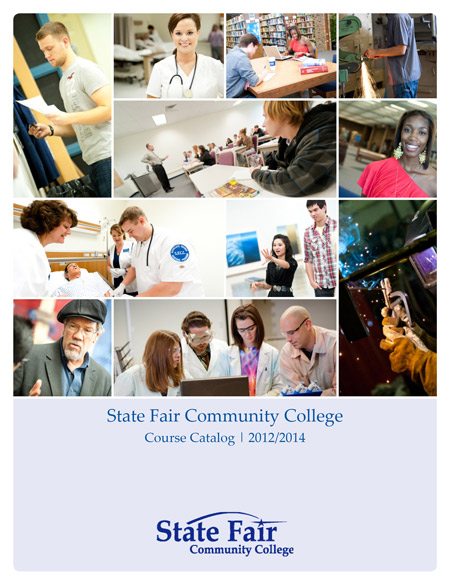 State Fair Community College
Course Catalog | 2012/2014
State Fair
Community College